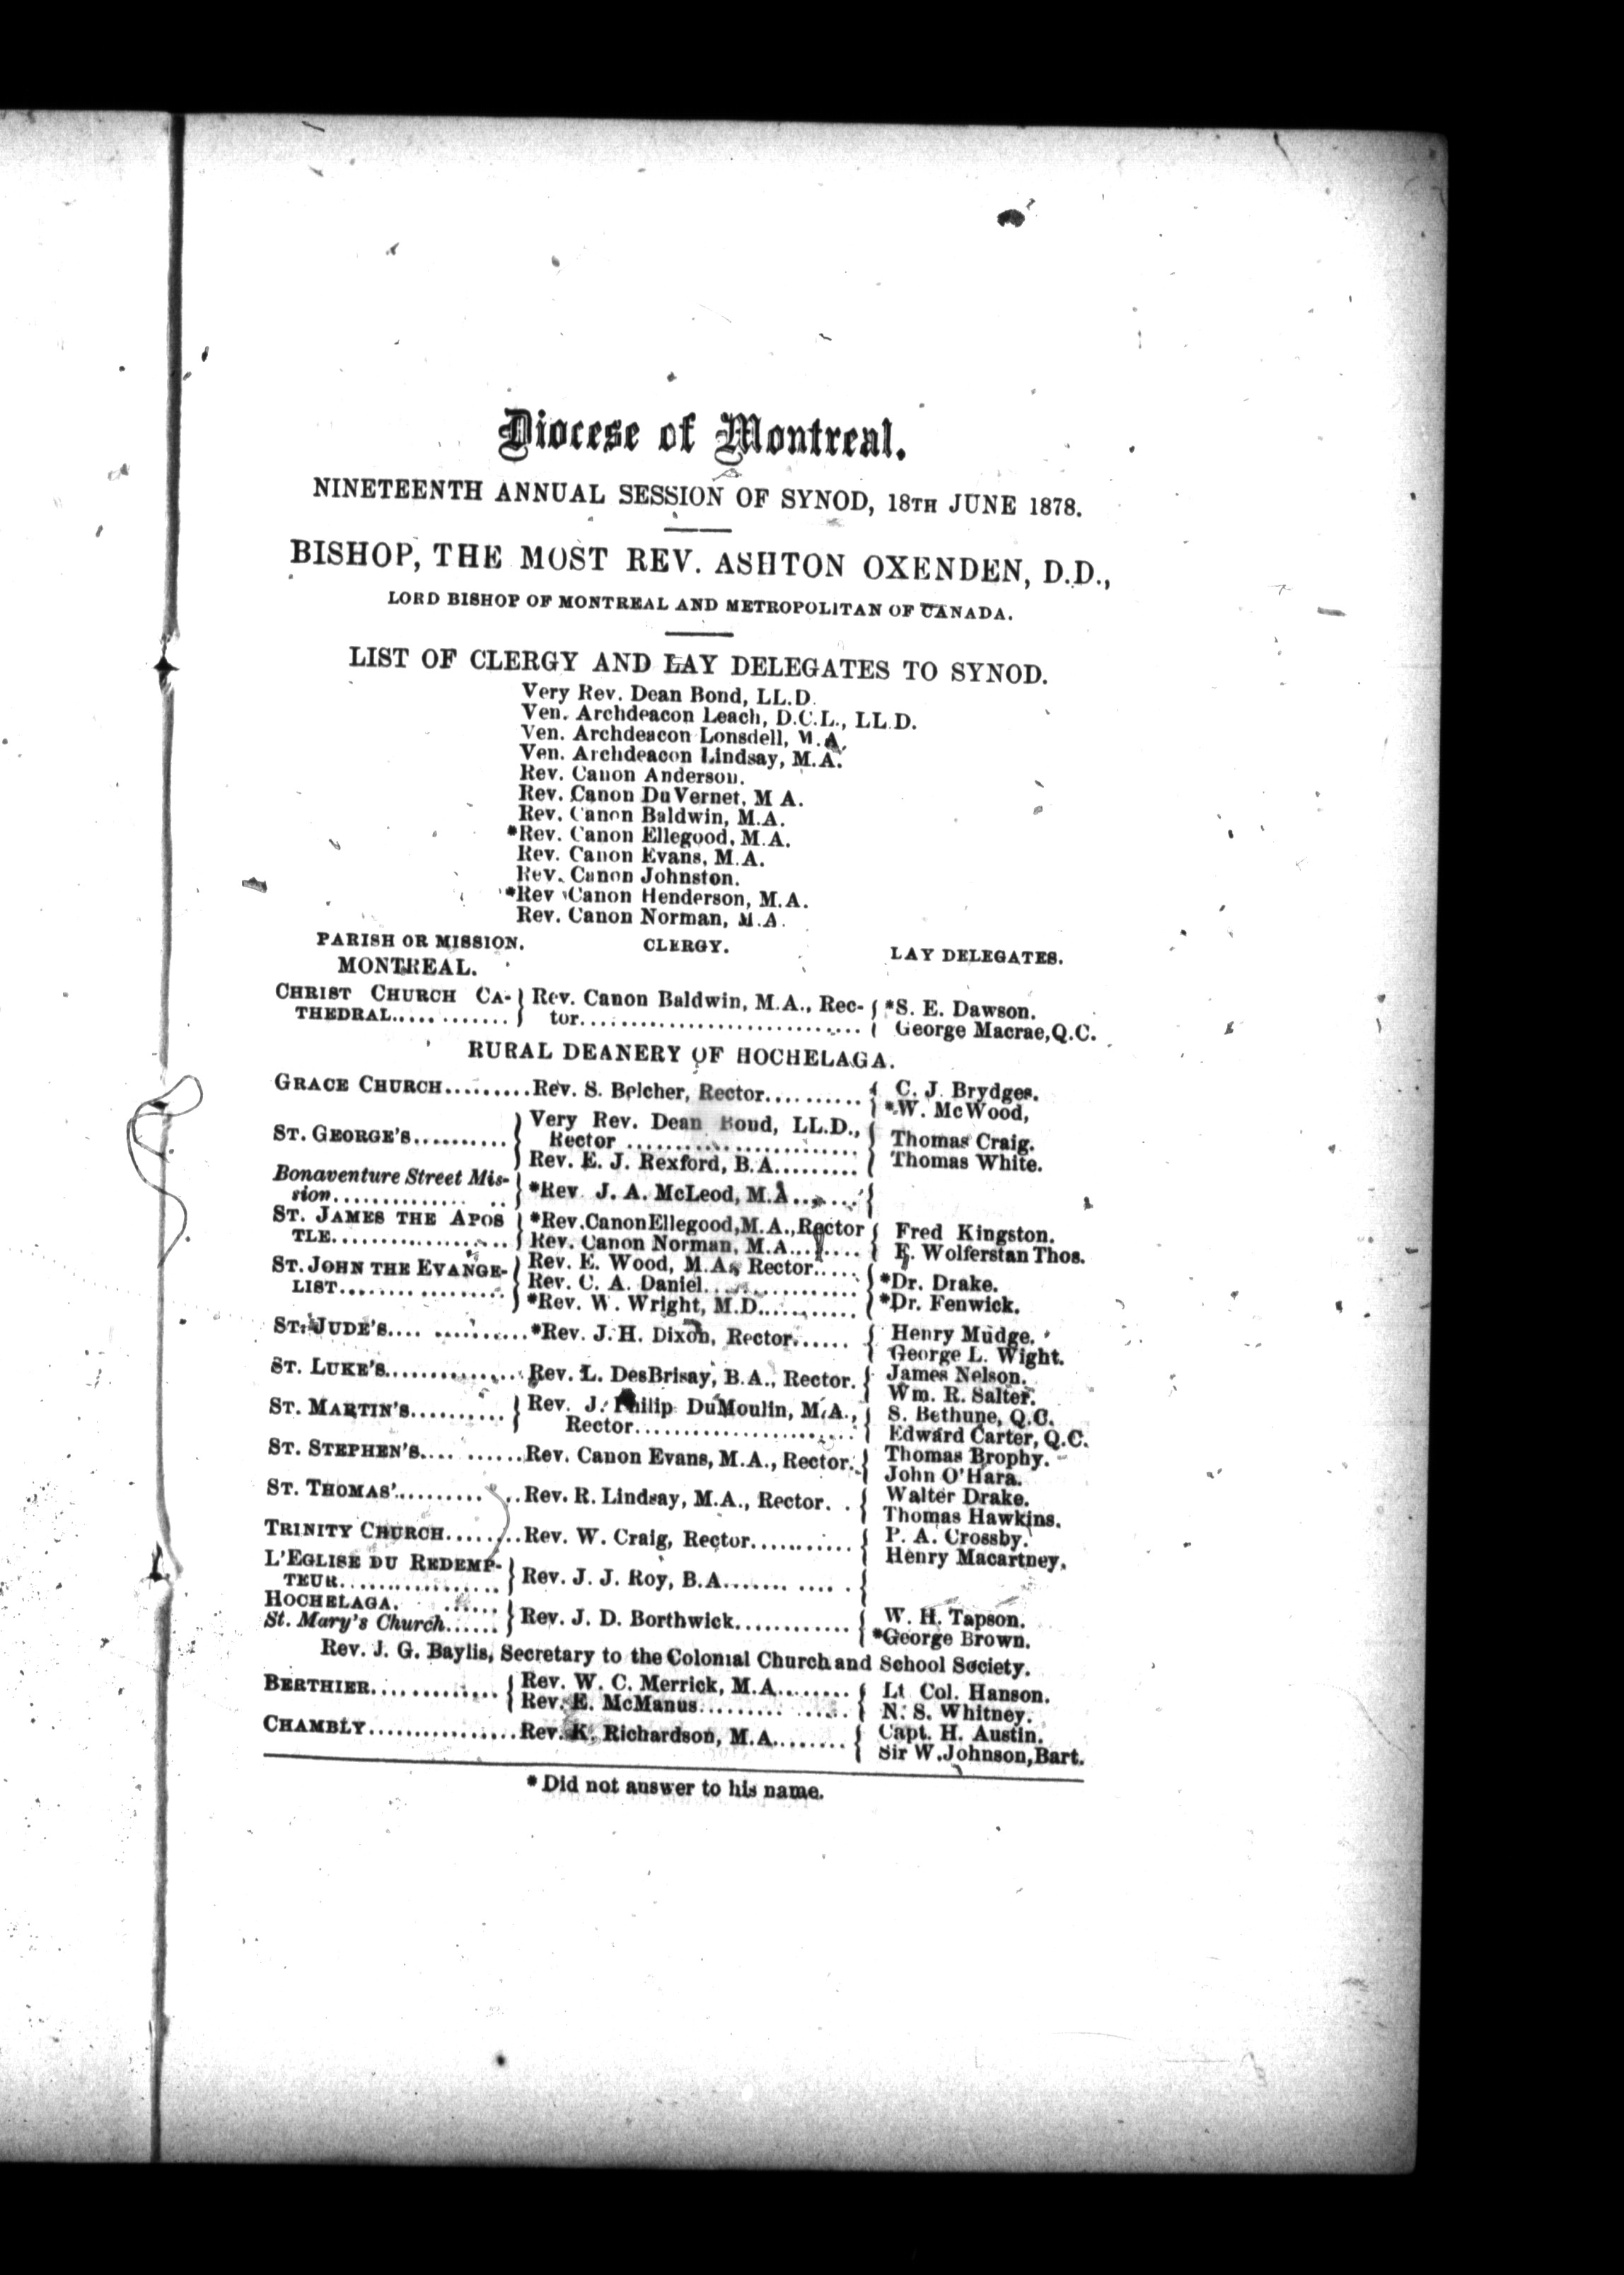 Diocese of Montreal.
NINETEENTH ANNUAL SESSION OF SYNOD, 18TH JUNE 1878.
BISHOP, THE MOST REV. ASHTON OXENDEN, D.D.,
LORD BISHOP OF MONTREAL AND METROPOLITAN OF CANADA.
LIST OF CLERGY AND LAY DELEGATES TO SYNOD.
Very Rev. Dean Bond, LL.D.
Ven. Archdeacon Leach, D.C.L., LL.D.
Ven. Archdeacon Lonsdell, M.A.
Ven. Archdeacon Lindsay, M.A.
Rev. Canon Anderson.
Rev. Canon DuVernet, M A.
Rev. Canon Baldwin, M.A.
*Rev. Canon Ellegood, M.A.
Rev. Canon Evans, M.A.
Rev. Canon Johnston.
*Rev Canon Henderson, M.A.
Rev. Canon Norman, M.A.
PARISH OR MISSION. CLERGY. LAY DELEGATES.
MONTREAL.
CHRIST CHURCH CA- Rev. Canon Baldwin, M.A., Rec- *S. E. Dawson.
THEDRAL............ tor............................ George Macrae, Q.C.
RURAL DEANERY OF HOCHELAGA.
GRACE CHURCH.........Rev. S. Belcher, Rector.......... C. J. Brydges.
*W. McWood,
Very Rev. Dean Bond, LL.D.,
ST. GEORGE'S.......... Rector ........................ Thomas Craig.
Rev. E. J. Rexford, B.A......... Thomas White.
Bonaventure Street Mis-
sion............... *Rev. J. A. McLeod, M.A.......
ST. JAMES THE APOS *Rev. Canon Ellegood, M.A., Rector Fred Kingston.
TLE.................. Rev. Canon Norman, M.A........ E. Wolferstan Thos.
ST. JOHN THE EVANGE- Rev. E. Wood, M.A., Rector.....
LIST................. Rev. C. A. Daniel............... *Dr. Drake.
*Rev. W. Wright, M.D........... *Dr. Fenwick.
ST. JUDE'S..............*Rev. J. H. Dixon, Rector...... Henry Mudge.
George L. Wight.
ST. LUKE'S...............Rev. L. DesBrisay, B.A., Rector. James Nelson.
Wm. R. Salter.
ST. MARTIN'S.......... Rev. J. Philip DuMoulin, M.A., S. Bethune, Q.C.
Rector........................ Edward Carter, Q.C.
ST. STEPHEN'S..........Rev. Canon Evans, M.A., Rector. Thomas Brophy.
John O'Hara.
ST. THOMAS'...........Rev. R. Lindsay, M.A., Rector. . Walter Drake.
Thomas Hawkins.
TRINITY CHURCH........Rev. W. Craig, Rector.......... P. A. Crossby.
Henry Macartney.
L'EGLISE DU REDEMP-
TEUR................ Rev. J. J. Roy, B.A............
HOCHELAGA. ......
St. Mary's Church...... Rev. J. D. Borthwick............ W. H. Tapson.
*George Brown.
Rev. J. G. Baylis, Secretary to the Colonial Church and School Society.
BERTHIER............. Rev. W. C. Merrick, M.A........ Lt Col. Hanson.
Rev. E. McManus.............. N. S. Whitney.
CHAMBLY...............Rev. K. Richardson, M.A........ Capt. H. Austin.
Sir W. Johnson, Bart.
* Did not answer to his name.